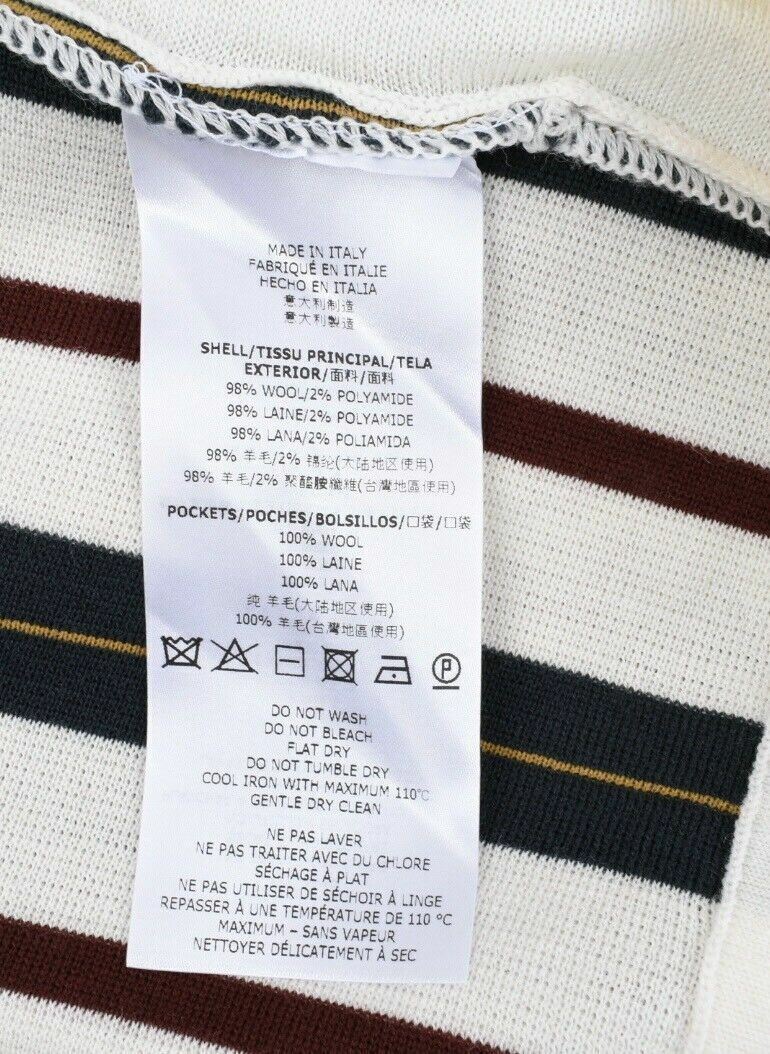 MADE IN ITALY
FABRIQUÉ EN ITALIE
HECHO EN ITALIA
意大利制造
意大利製造
SHELL/TISSU PRINCIPAL/TELA
EXTERIOR/面料/面料
98% WOOL/2% POLYAMIDE
98% LAINE/2% POLYAMIDE
98% LANA/2% POLIAMIDA
98% 羊毛/2% 锦纶(大陆地区使用)
98% 羊毛/2% 聚醯胺纖維(台灣地區使用)
POCKETS/POCHES/BOLSILLOS/口袋/口袋
100% WOOL
100% LAINE
100% LANA
纯 羊毛(大陆地区使用)
100% 羊毛(台灣地區使用)
P
DO NOT WASH
DO NOT BLEACH
FLAT DRY
DO NOT TUMBLE DRY
COOL IRON WITH MAXIMUM 110°C
GENTLE DRY CLEAN
NE PAS LAVER
NE PAS TRAITER AVEC DU CHLORE
SÉCHAGE À PLAT
NE PAS UTILISER DE SÉCHOIR À LINGE
REPASSER À UNE TEMPÉRATURE DE 110 °C
MAXIMUM – SANS VAPEUR
NETTOYER DÉLICATEMENT À SEC